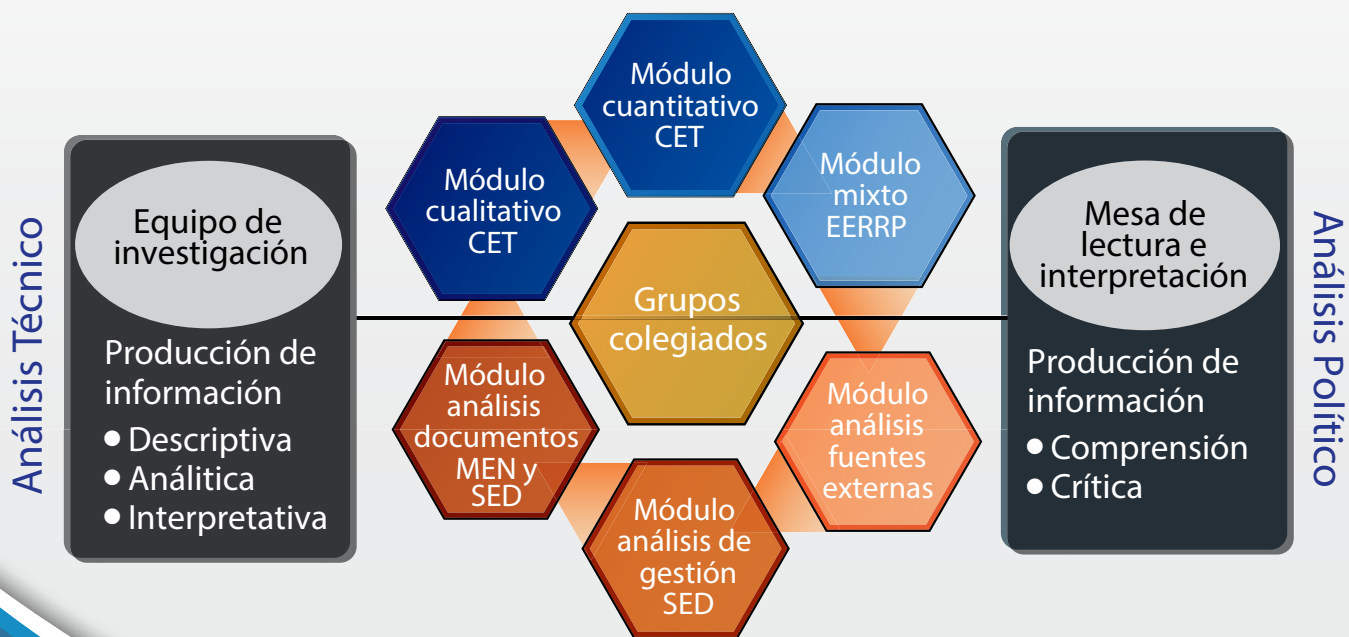 Análisis Técnico
Equipo de
investigación
Producción de
información
● Descriptiva
● Análitica
● Interpretativa
Módulo
cualitativo
CET
Módulo
cuantitativo
CET
Módulo
mixto
EERRP
Grupos
colegiados
Módulo
análisis
documentos
MEN y
SED
Módulo
análisis de
gestión
SED
Módulo
análisis
fuentes
externas
Mesa de
lectura e
interpretación
Producción de
información
● Comprensión
● Crítica
Análisis Político